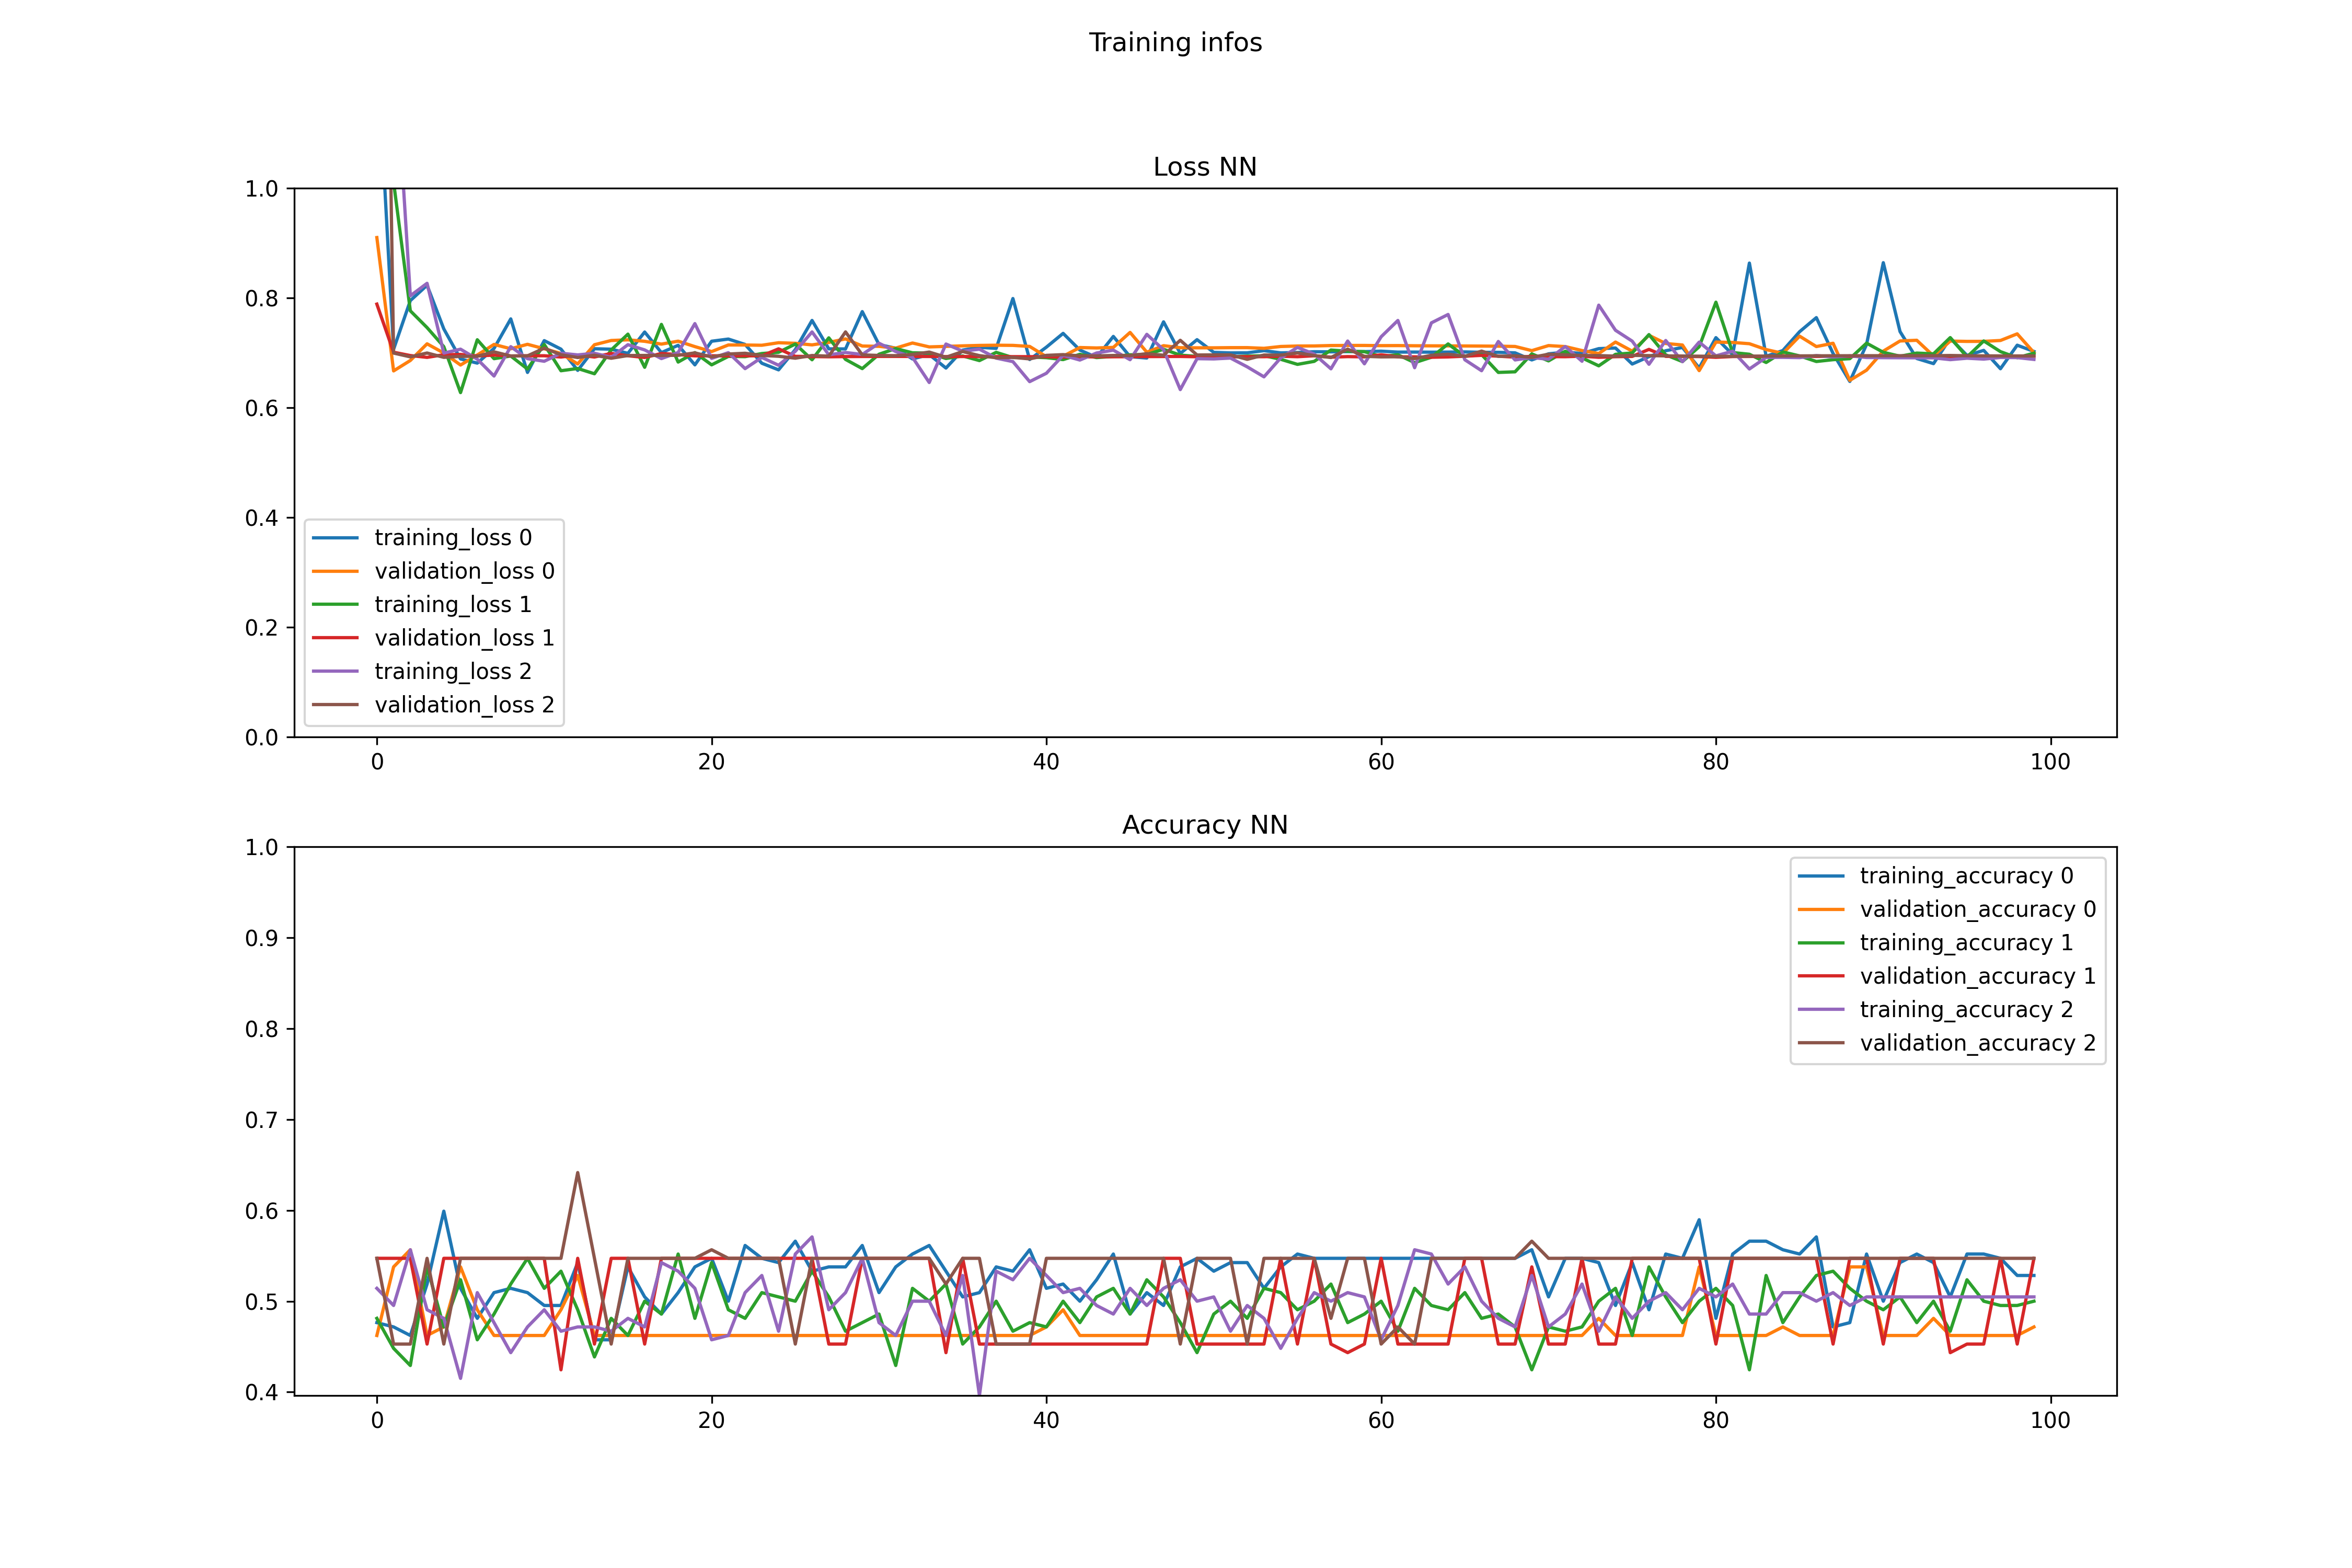 Training infos
Loss NN
1.0
0.8
0.6
0.4
0.2
0.0
training_loss 0
validation_loss 0
training_loss 1
validation_loss 1
training_loss 2
validation_loss 2
0 20 40 60 80 100
Accuracy NN
1.0
0.9
0.8
0.7
0.6
0.5
0.4
training_accuracy 0
validation_accuracy 0
training_accuracy 1
validation_accuracy 1
training_accuracy 2
validation_accuracy 2
0 20 40 60 80 100